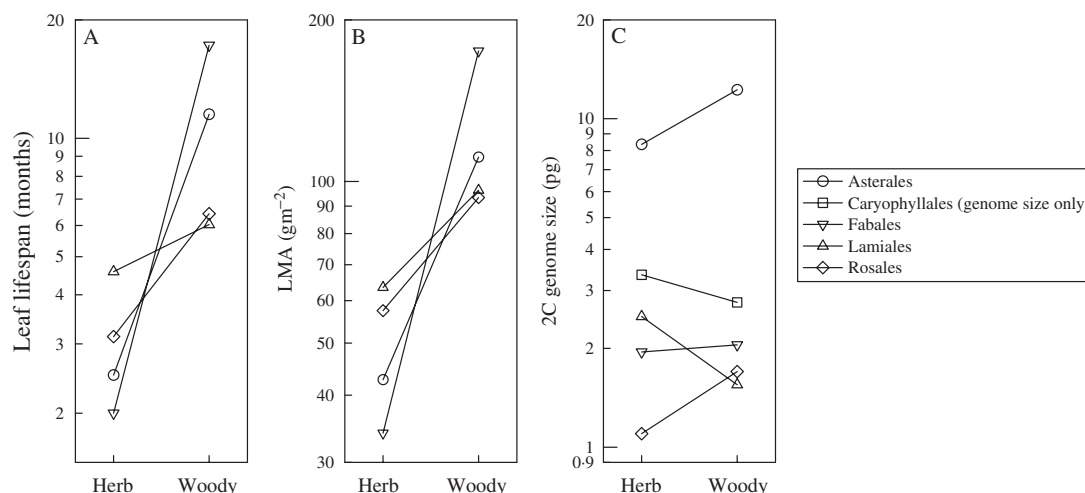 A
Leaf lifespan (months)
20
10
9
8
7
6
5
4
3
2
Herb Woody
B
LMA (gm−2)
200
100
90
80
70
60
50
40
30
Herb Woody
C
2C genome size (pg)
20
10
9
8
7
6
5
4
3
2
1
0·9
Herb Woody
Asterales
Caryophyllales (genome size only
Fabales
Lamiales
Rosales